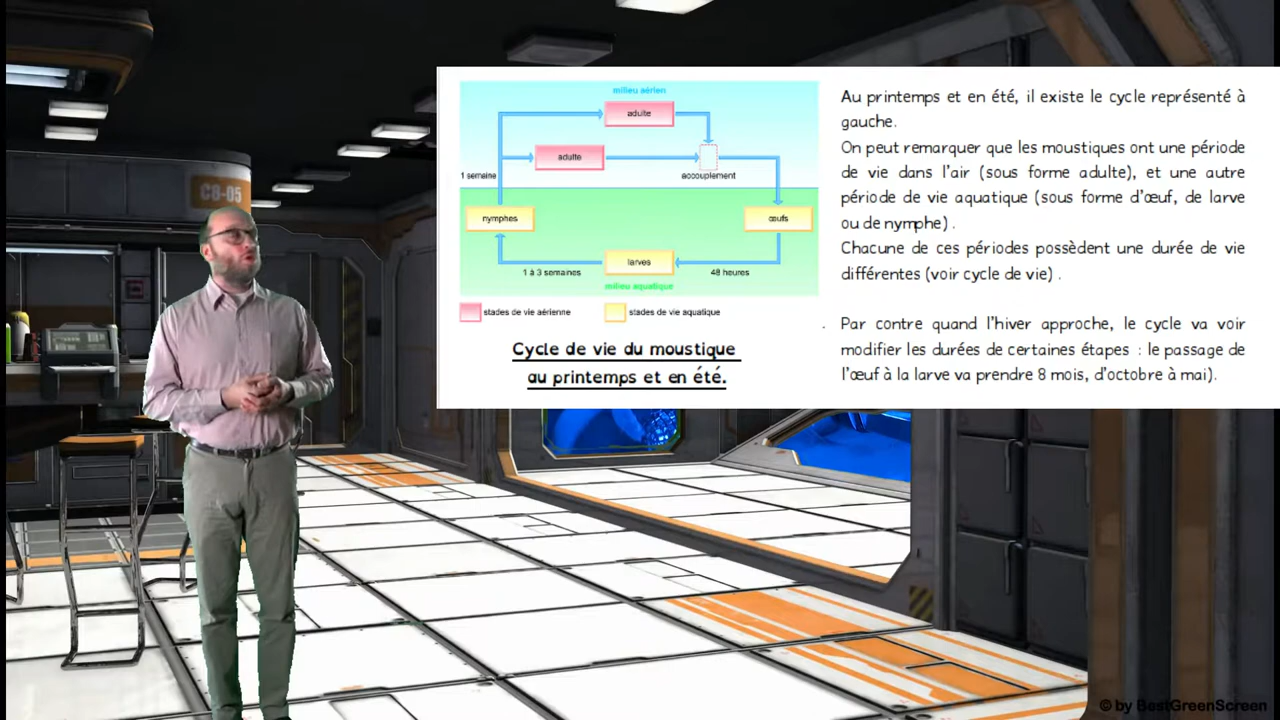 C8-05
milieu aérien
adulte
adulte
1 semaine
accouplement
nymphes
œufs
larves
1 à 3 semaines
48 heures
milieu aquatique
stades de vie aérienne
stades de vie aquatique
Cycle de vie du moustique
au printemps et en été.
Au printemps et en été, il existe le cycle représenté à
gauche.
On peut remarquer que les moustiques ont une période
de vie dans l'air (sous forme adulte), et une autre
période de vie aquatique (sous forme d'œuf, de larve
ou de nymphe) .
Chacune de ces périodes possèdent une durée de vie
différentes (voir cycle de vie) .
Par contre quand l'hiver approche, le cycle va voir
modifier les durées de certaines étapes : le passage de
l'œuf à la larve va prendre 8 mois, d'octobre à mai).
© by BestGreenScreen